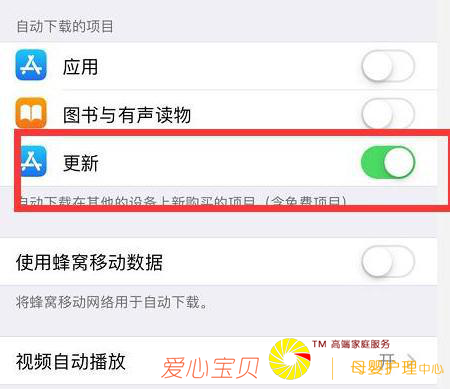 自动下载的项目
应用
图书与有声读物
更新
自动下载在其他的设备上新购买的项目（含免费项目）
使用蜂窝移动数据
将蜂窝移动网络用于自动下载。
TM 高端家庭服务
视频自动播放
开
爱心宝贝
母婴护理中心